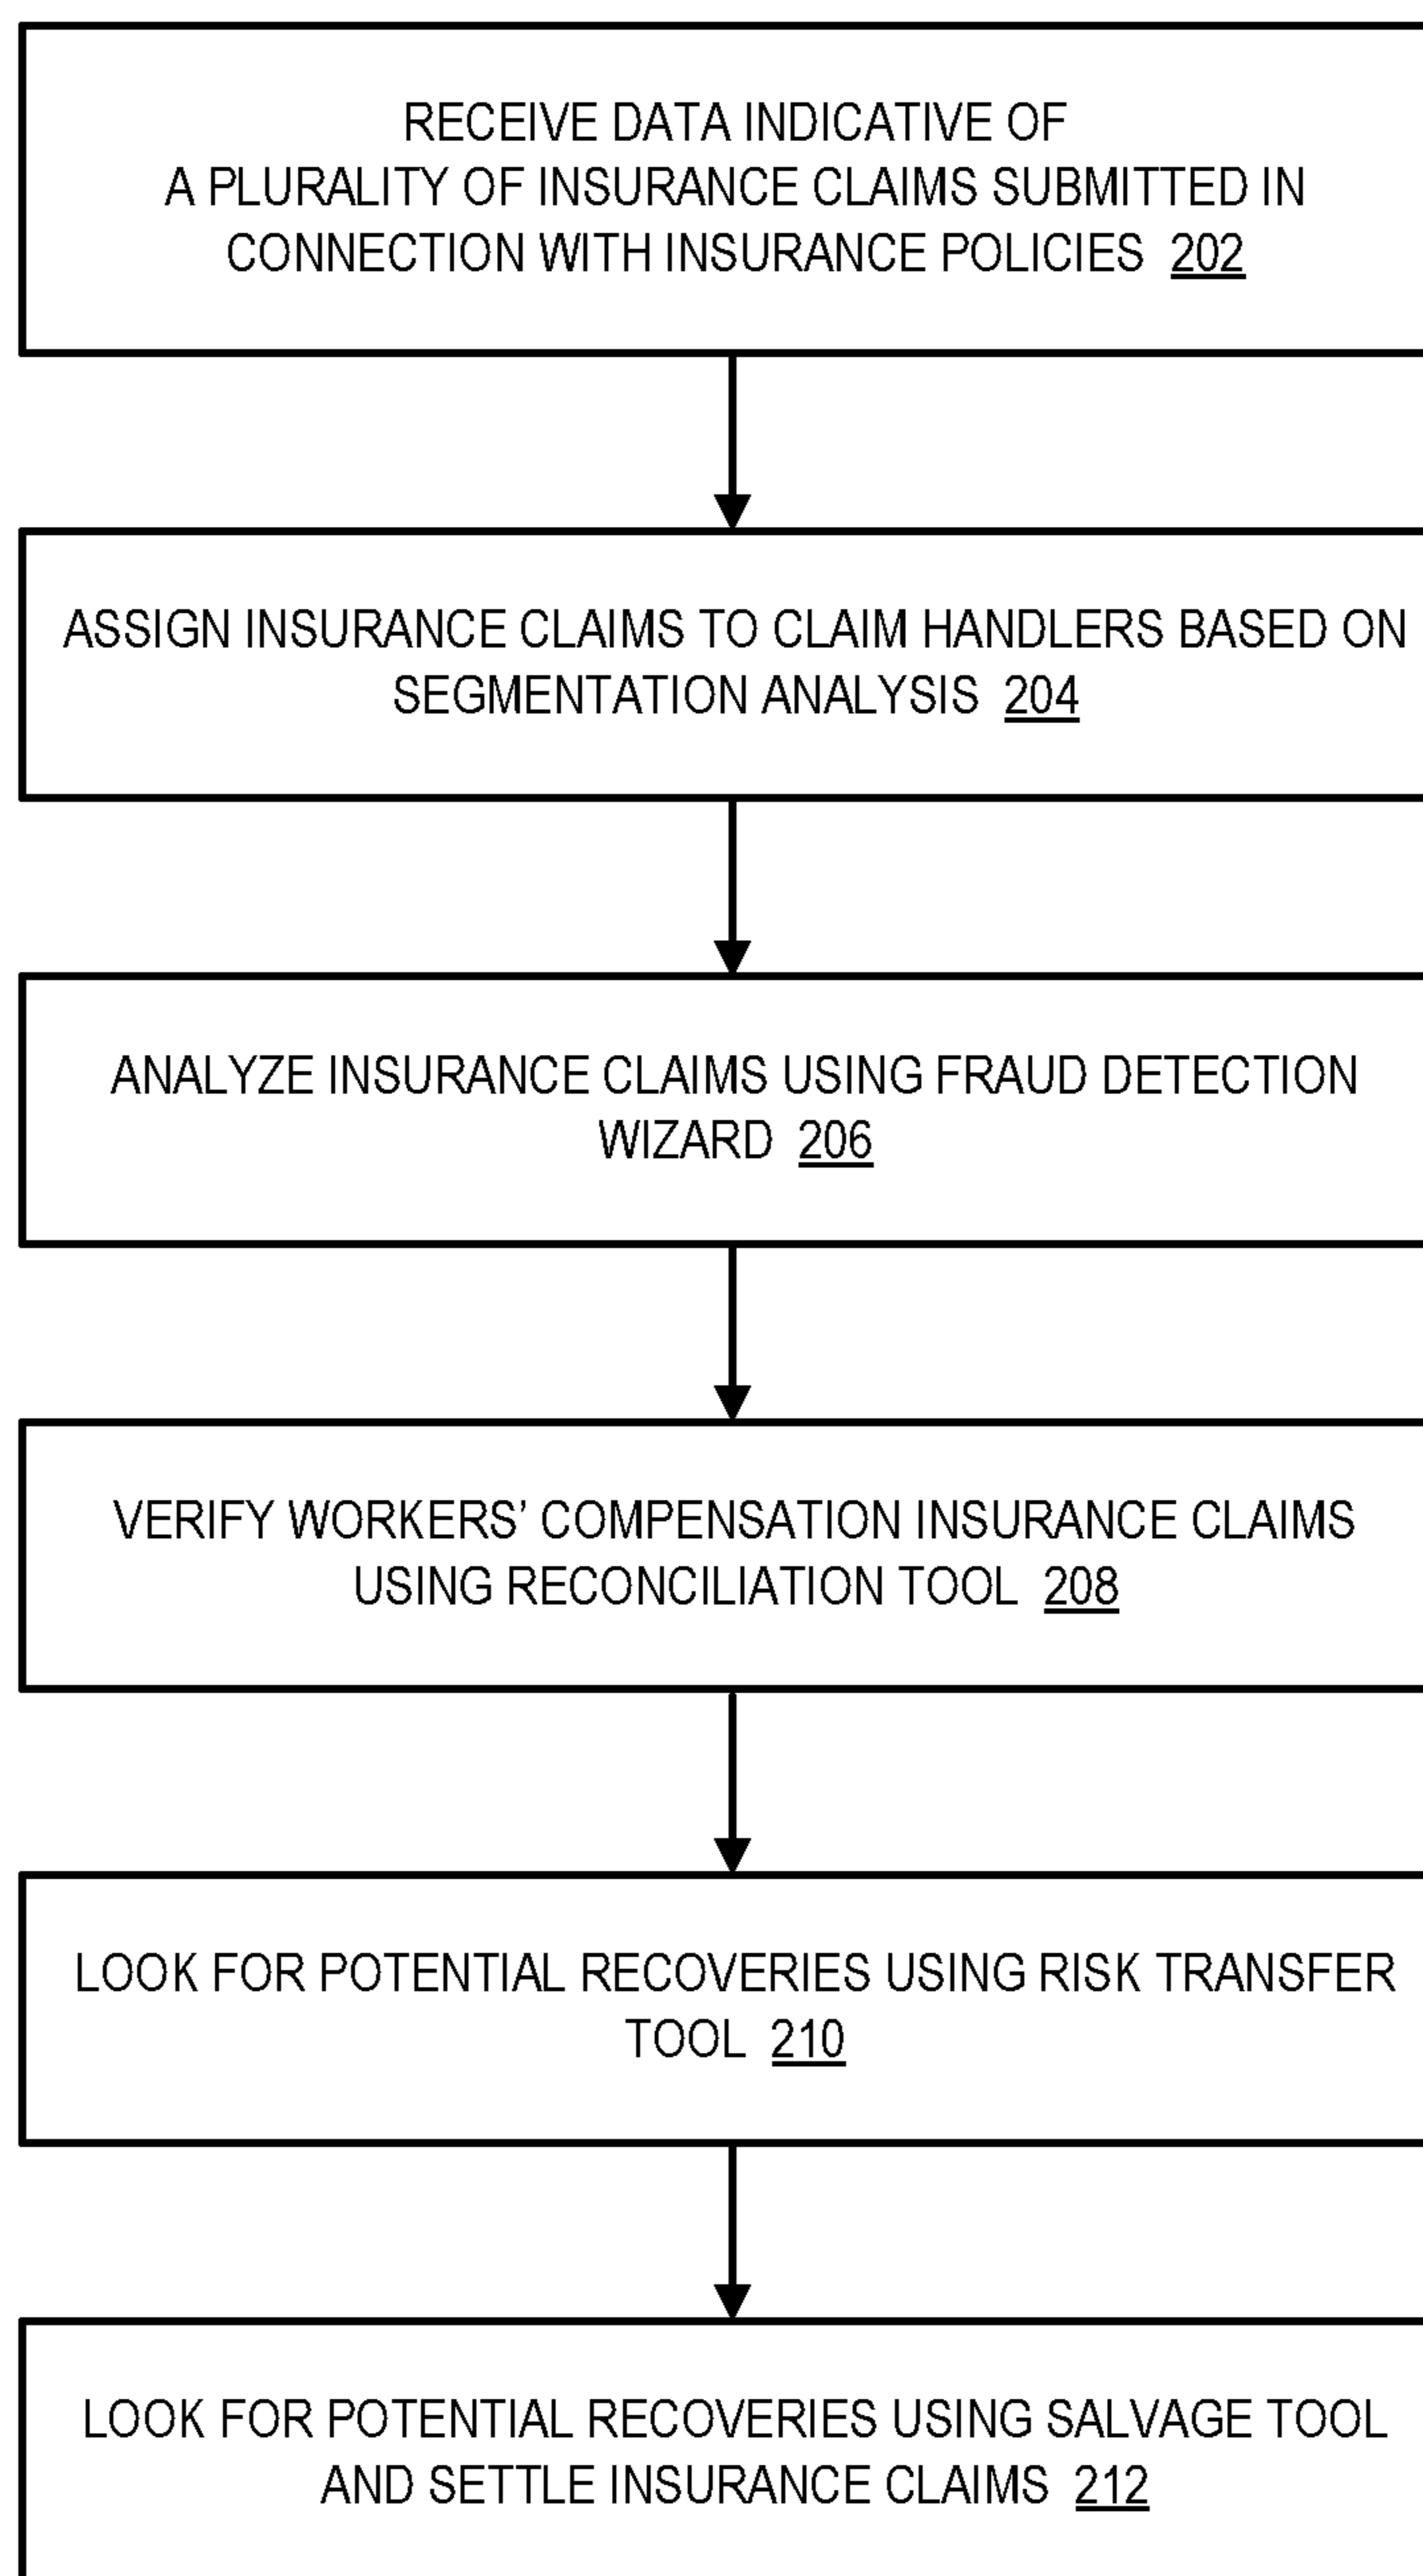 RECEIVE DATA INDICATIVE OF
A PLURALITY OF INSURANCE CLAIMS SUBMITTED IN
CONNECTION WITH INSURANCE POLICIES 202
ASSIGN INSURANCE CLAIMS TO CLAIM HANDLERS BASED ON
SEGMENTATION ANALYSIS 204
ANALYZE INSURANCE CLAIMS USING FRAUD DETECTION
WIZARD 206
VERIFY WORKERS’ COMPENSATION INSURANCE CLAIMS
USING RECONCILIATION TOOL 208
LOOK FOR POTENTIAL RECOVERIES USING RISK TRANSFER
TOOL 210
LOOK FOR POTENTIAL RECOVERIES USING SALVAGE TOOL
AND SETTLE INSURANCE CLAIMS 212